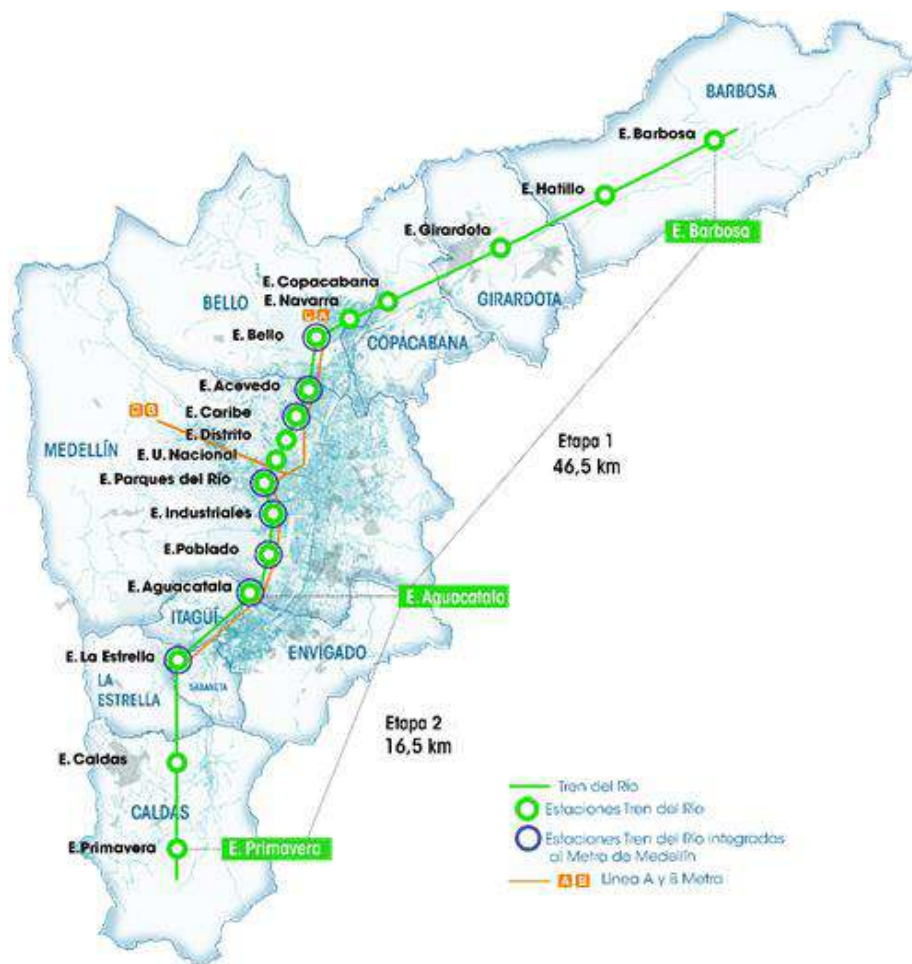 BARBOSA
E. Barbosa
E. Hatillo
E. Barbosa
E. Girardota
GIRARDOTA
E. Copacabana
E. Navarra
BELLO
C A
E. Bello
COPACABANA
E. Acevedo
E. Caribe
C B
E. Distrito
MEDELLÍN
E. U. Nacional
E. Parques del Río
Etapa 1
46,5 km
E. Industriales
E. Poblado
E. Aguacatala
E. Aguacatala
ITAGÜÍ
ENVIGADO
E. La Estrella
SABANETA
LA
ESTRELLA
Etapa 2
16,5 km
E. Caldas
CALDAS
E. Primavera
E. Primavera
Tren del Río
Estaciones Tren del Río
Estaciones Tren del Río integradas
al Metro de Medellín
A B Linea A y B Metro